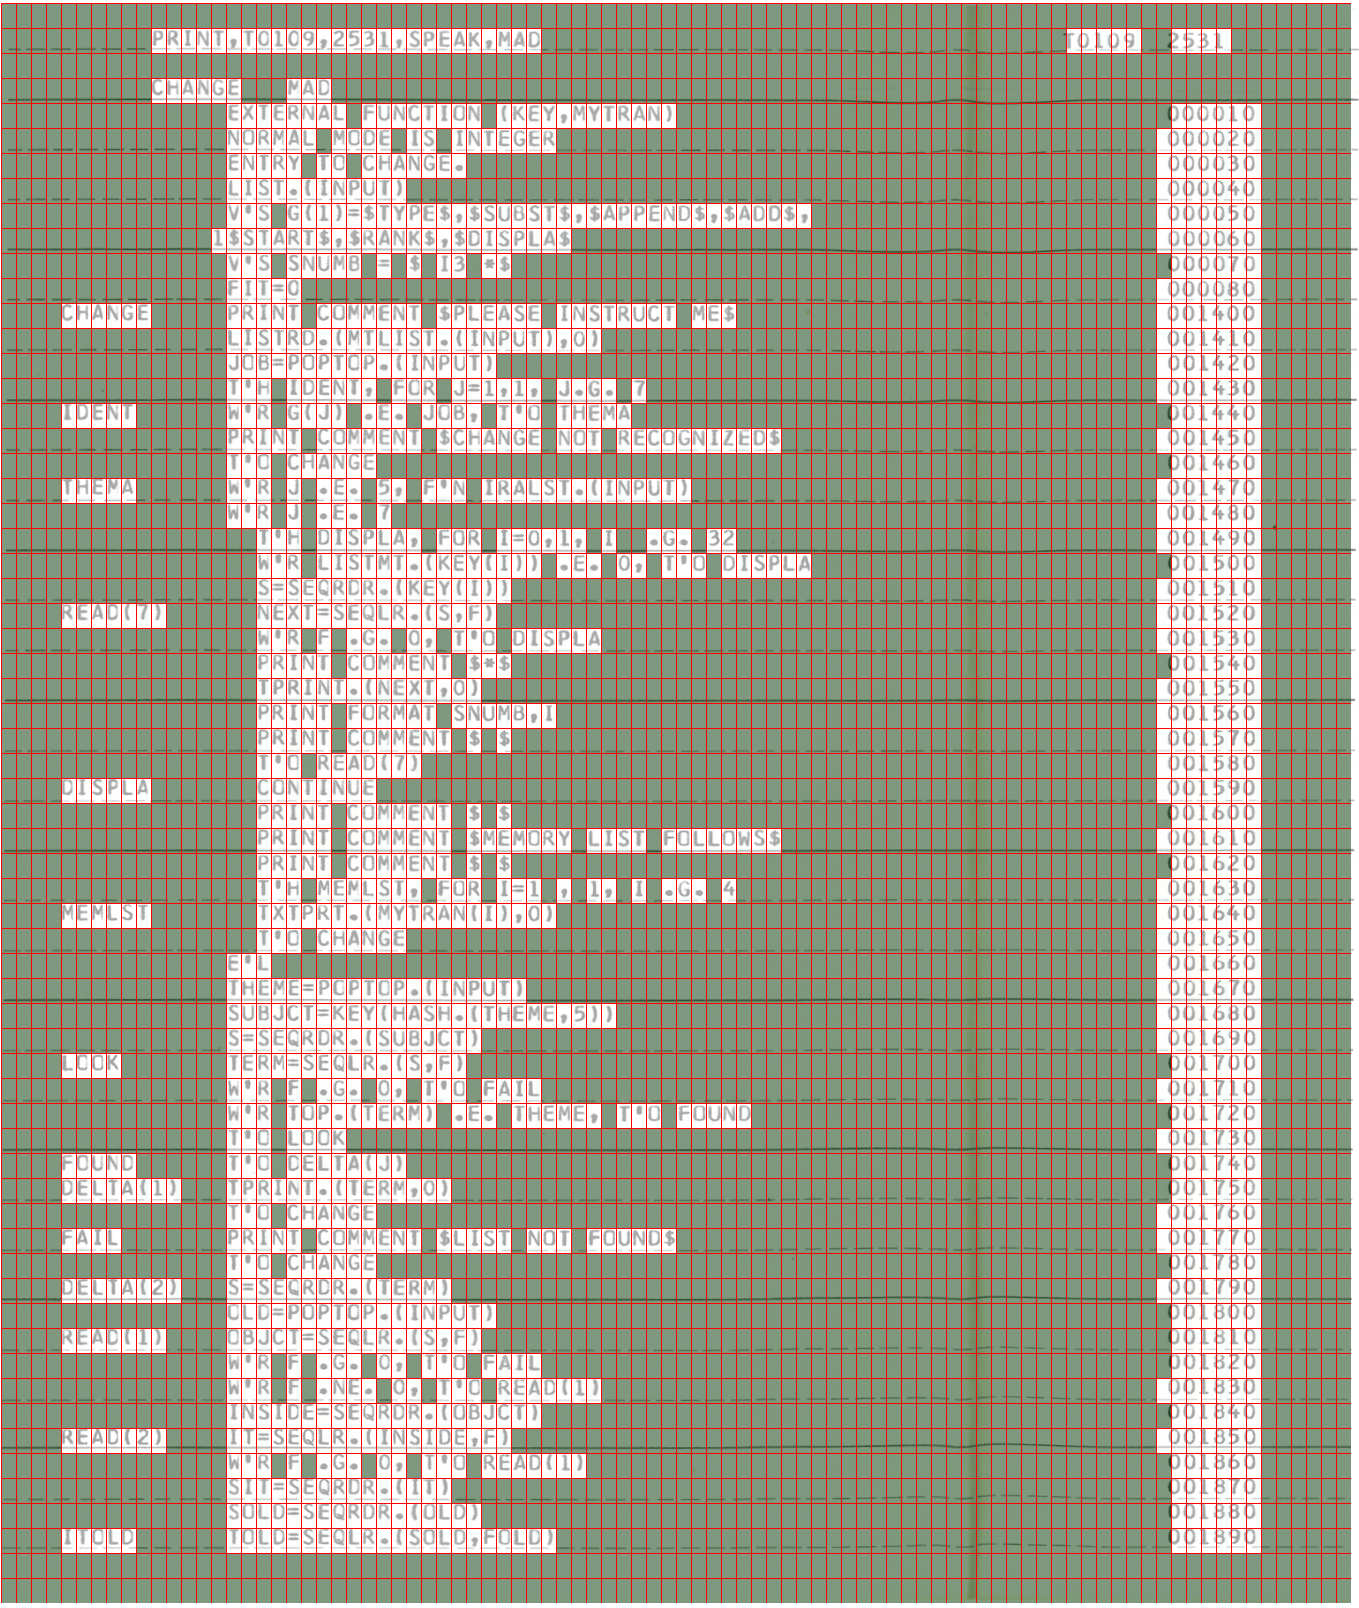 PRINT,T0109,2531,SPEAK,MAD T0109 2531
CHANGE MAD
EXTERNAL FUNCTION (KEY,MYTRAN) 000010
NORMAL MODE IS INTEGER 000020
ENTRY TO CHANGE. 000030
LIST.(INPUT) 000040
V'S G(1)=$TYPE$,$SUBST$,$APPEND$,$ADD$, 000050
1$START$,$RANK$,$DISPLA$ 000060
V'S SNUMB = $ I3 *$ 000070
FIT=0 000080
CHANGE PRINT COMMENT $PLEASE INSTRUCT ME$ 001400
LISTRD.(MTLIST.(INPUT),0) 001410
JOB=POPTOP.(INPUT) 001420
T'H IDENT, FOR J=1,1, J.G. 7 001430
IDENT W'R G(J) .E. JOB, T'O THEMA 001440
PRINT COMMENT $CHANGE NOT RECOGNIZED$ 001450
T'O CHANGE 001460
THEMA W'R J .E. 5, F'N IRALST.(INPUT) 001470
W'R J .E. 7 001480
T'H DISPLA, FOR I=0,1, I .G. 32 001490
W'R LISTMT.(KEY(I)) .E. 0, T'O DISPLA 001500
S=SEQRDR.(KEY(I)) 001510
READ(7) NEXT=SEQLR.(S,F) 001520
W'R F .G. 0, T'O DISPLA 001530
PRINT COMMENT $*$ 001540
TPRINT.(NEXT,0) 001550
PRINT FORMAT SNUMB,I 001560
PRINT COMMENT $ $ 001570
T'O READ(7) 001580
DISPLA CONTINUE 001590
PRINT COMMENT $ $ 001600
PRINT COMMENT $MEMORY LIST FOLLOWS$ 001610
PRINT COMMENT $ $ 001620
T'H MEMLST, FOR I=1 , 1, I .G. 4 001630
MEMLST TXTPRT.(MYTRAN(I),0) 001640
T'O CHANGE 001650
E'L 001660
THEME=POPTOP.(INPUT) 001670
SUBJCT=KEY(HASH.(THEME,5)) 001680
S=SEQRDR.(SUBJCT) 001690
LOOK TERM=SEQLR.(S,F) 001700
W'R F .G. 0, T'O FAIL 001710
W'R TOP.(TERM) .E. THEME, T'O FOUND 001720
T'O LOOK 001730
FOUND T'O DELTA(J) 001740
DELTA(1) TPRINT.(TERM,0) 001750
T'O CHANGE 001760
FAIL PRINT COMMENT $LIST NOT FOUND$ 001770
T'O CHANGE 001780
DELTA(2) S=SEQRDR.(TERM) 001790
OLD=POPTOP.(INPUT) 001800
READ(1) OBJCT=SEQLR.(S,F) 001810
W'R F .G. 0, T'O FAIL 001820
W'R F .NE. 0, T'O READ(1) 001830
INSIDE=SEQRDR.(OBJCT) 001840
READ(2) IT=SEQLR.(INSIDE,F) 001850
W'R F .G. 0, T'O READ(1) 001860
SIT=SEQRDR.(IT) 001870
SOLD=SEQRDR.(OLD) 001880
ITOLD TOLD=SEQLR.(SOLD,FOLD) 001890